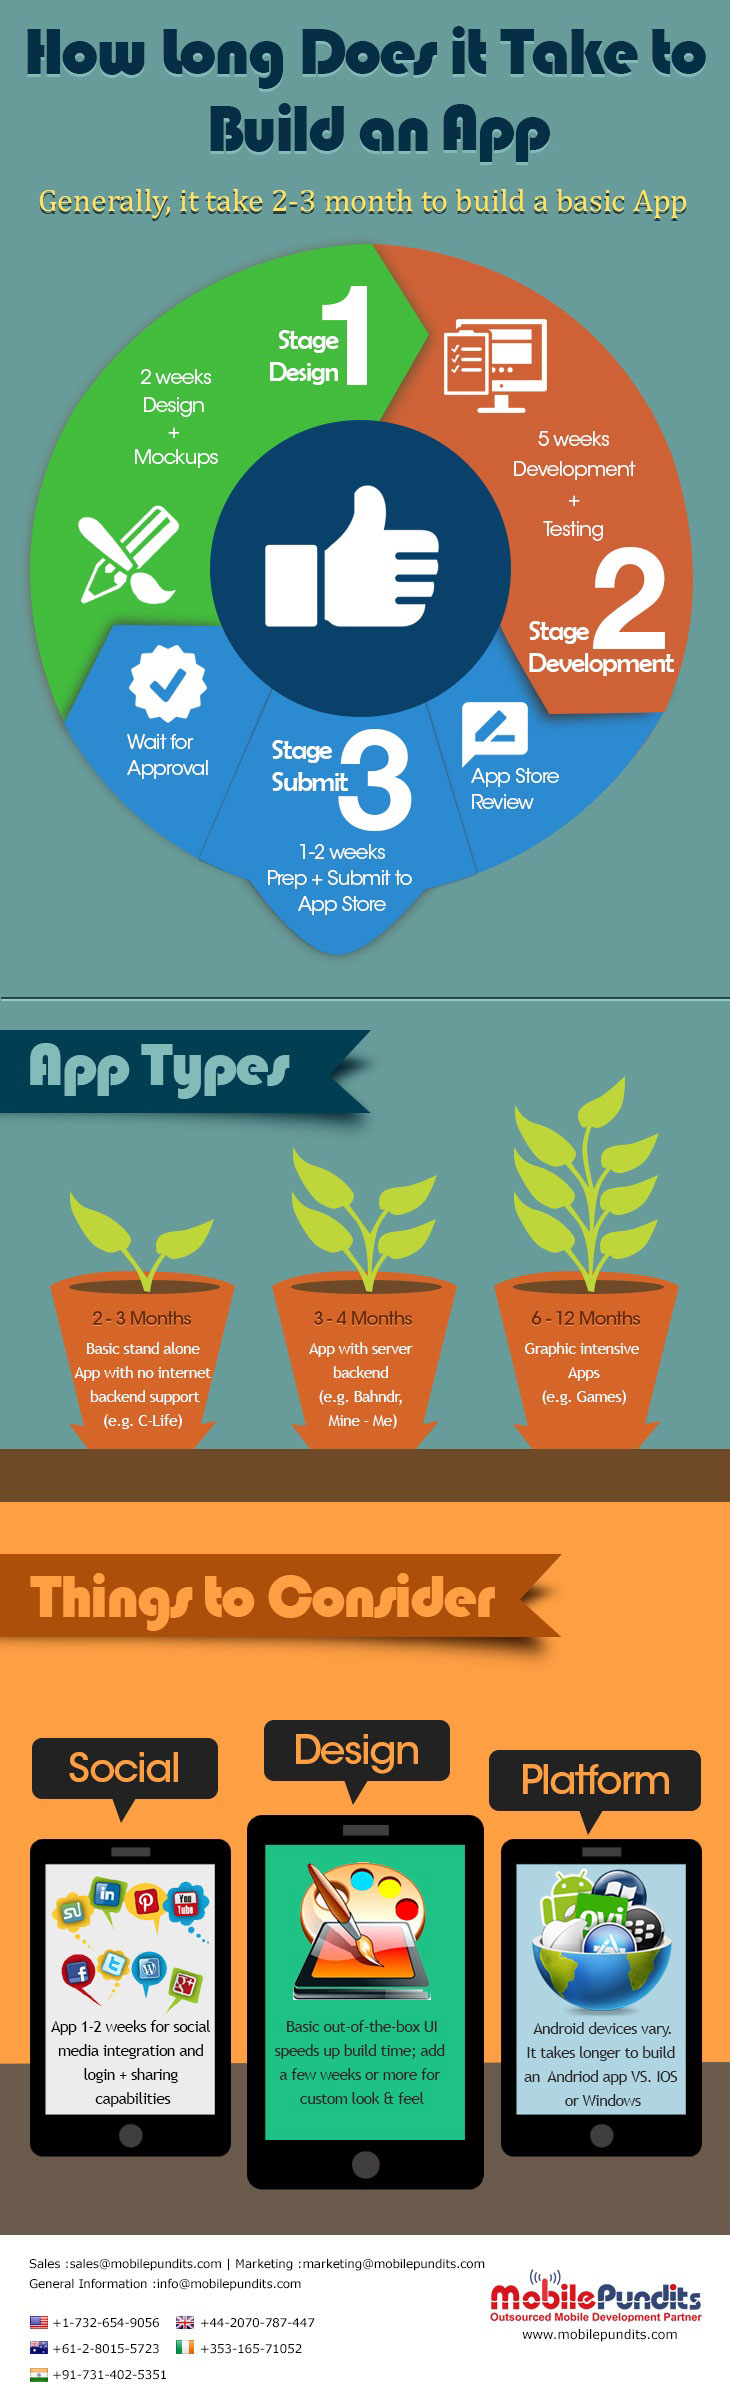 How Long Does it Take to
Build an App
Generally, it take 2-3 month to build a basic App
Stage 1
Design
2 weeks
Design
+
Mockups
5 weeks
Development
+
Testing
Stage 2
Development
App Store
Review
Stage 3
Submit
1-2 weeks
Prep + Submit to
App Store
Wait for
Approval
App Types
2 - 3 Months
Basic stand alone
App with no internet
backend support
(e.g. C-Life)
3 - 4 Months
App with server
backend
(e.g. Bahndr,
Mine - Me)
6 - 12 Months
Graphic intensive
Apps
(e.g. Games)
Things to Consider
Social
in
You
Tube
App 1-2 weeks for social
media integration and
login + sharing
capabilities
Design
Basic out-of-the-box UI
speeds up build time; add
a few weeks or more for
custom look & feel
Platform
ovi
Android devices vary.
It takes longer to build
an Andriod app VS. IOS
or Windows
Sales :sales@mobilepundits.com | Marketing :marketing@mobilepundits.com
General Information :info@mobilepundits.com
+1-732-654-9056 +44-2070-787-447
+61-2-8015-5723 +353-165-71052
+91-731-402-5351
MobilePundits
Outsourced Mobile Development Partner
www.mobilepundits.com